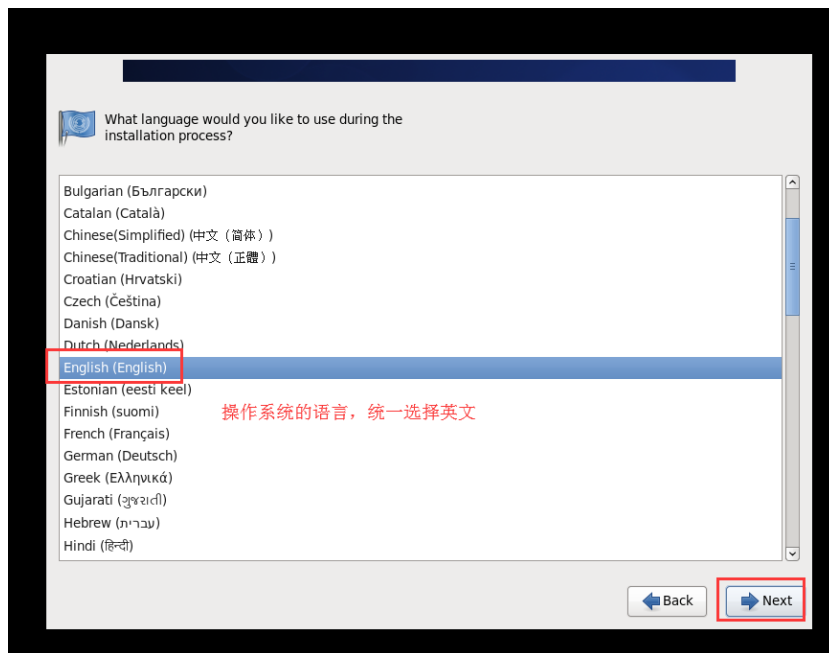 What language would you like to use during the
installation process?
Bulgarian (Български)
Catalan (Català)
Chinese(Simplified) (中文（简体）)
Chinese(Traditional) (中文（正體）)
Croatian (Hrvatski)
Czech (Čeština)
Danish (Dansk)
Dutch (Nederlands)
English (English)
Estonian (eesti keel)
Finnish (suomi)
操作系统的语言，统一选择英文
French (Français)
German (Deutsch)
Greek (Ελληνικά)
Gujarati (ગુજરાતી)
Hebrew (עברית)
Hindi (हिन्दी)
Back
Next